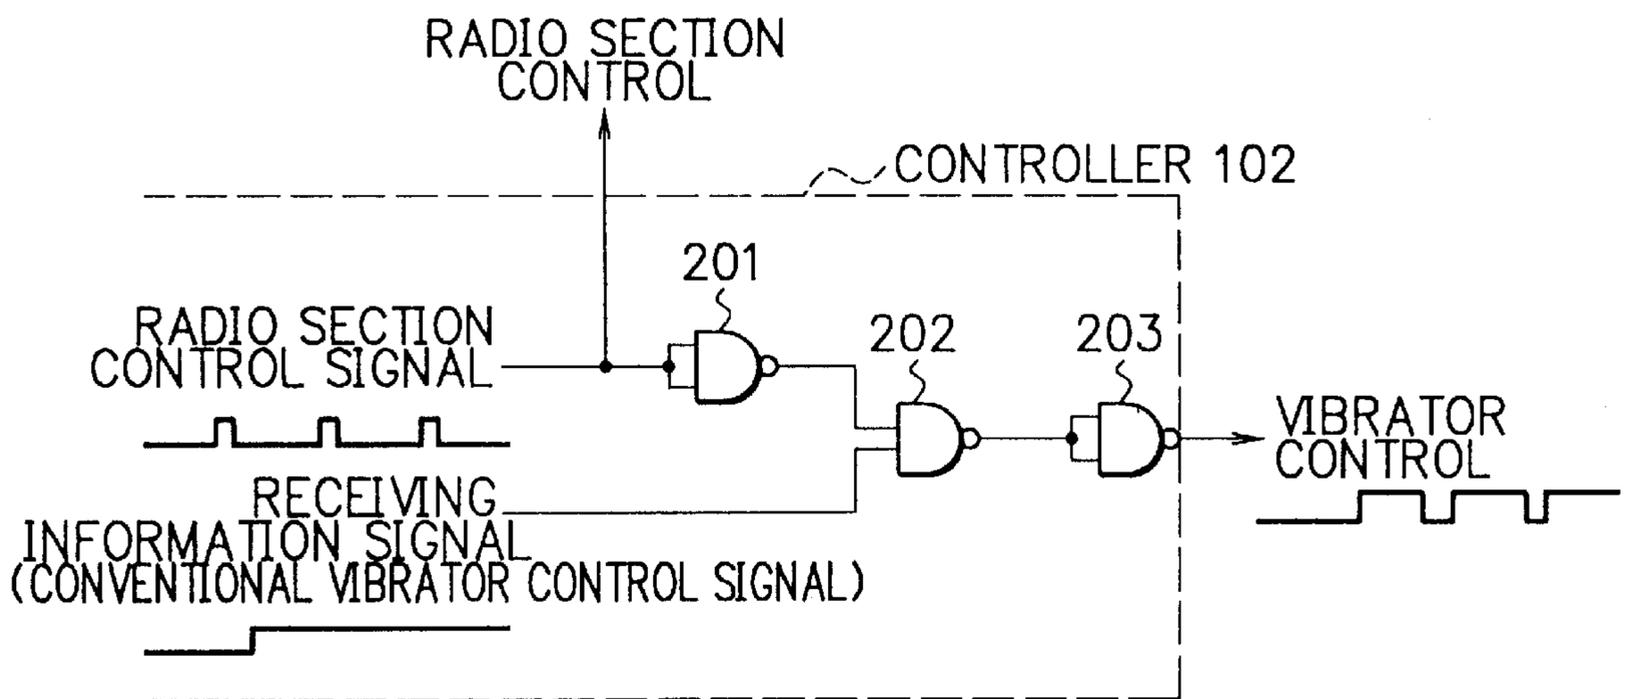 RADIO SECTION
CONTROL
CONTROLLER 102
201
RADIO SECTION
CONTROL SIGNAL
202
203
VIBRATOR
CONTROL
RECEIVING
INFORMATION SIGNAL
(CONVENTIONAL VIBRATOR CONTROL SIGNAL)